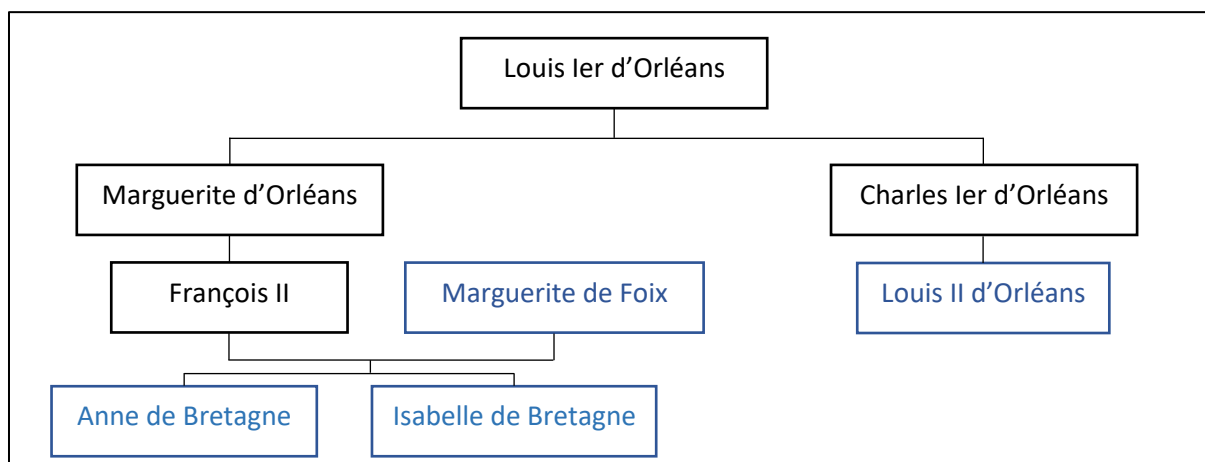 Louis Ier d’Orléans
Marguerite d’Orléans
Charles Ier d’Orléans
François II
Marguerite de Foix
Louis II d’Orléans
Anne de Bretagne
Isabelle de Bretagne